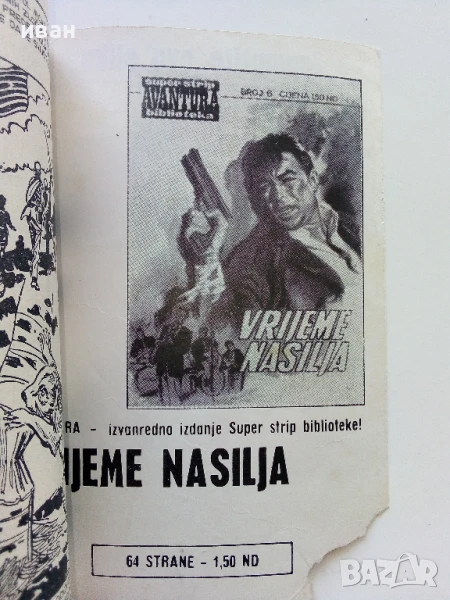 иван
super strip
AVANTURA
biblioteka
BROJ 6 CIJENA 1.50 ND
VRIJEME
NASILJA
RA - izvanredno izdanje Super strip biblioteke!
IJEME NASILJA
64 STRANE - 1,50 ND
BAZAR